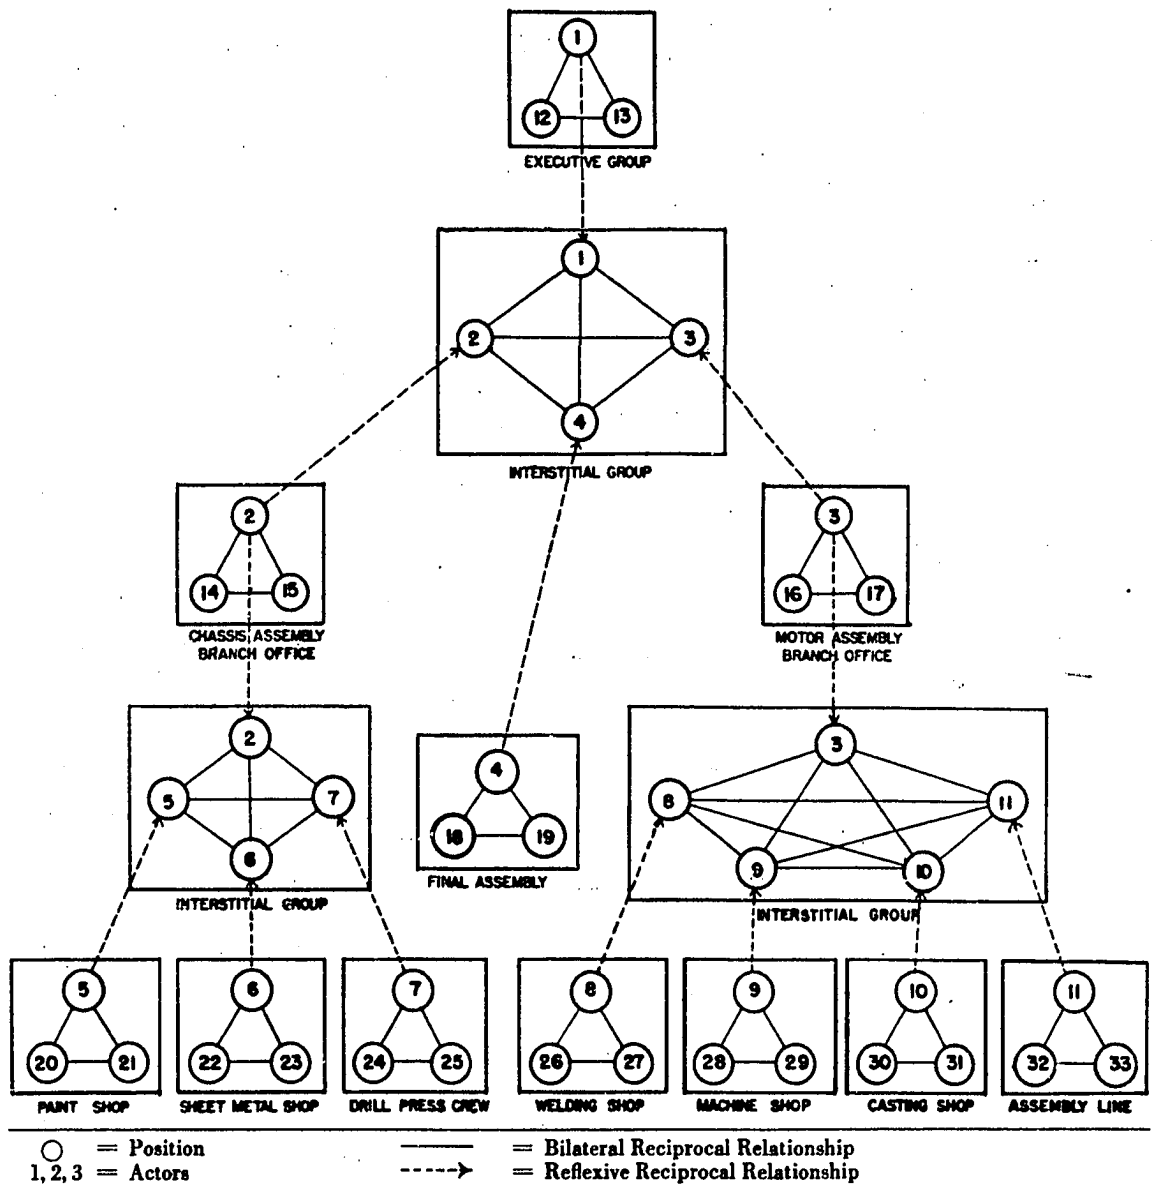 1
12 13
EXECUTIVE GROUP
1
2 3
4
INTERSTITIAL GROUP
2
14 15
CHASSIS ASSEMBLY
BRANCH OFFICE
3
16 17
MOTOR ASSEMBLY
BRANCH OFFICE
2
5 7
6
INTERSTITIAL GROUP
4
18 19
FINAL ASSEMBLY
3
8 11
9 10
INTERSTITIAL GROUP
5
20 21
PAINT SHOP
6
22 23
SHEET METAL SHOP
7
24 25
DRILL PRESS CREW
8
26 27
WELDING SHOP
9
28 29
MACHINE SHOP
10
30 31
CASTING SHOP
11
32 33
ASSEMBLY LINE
= Position
= Bilateral Reciprocal Relationship
1, 2, 3 = Actors
= Reflexive Reciprocal Relationship